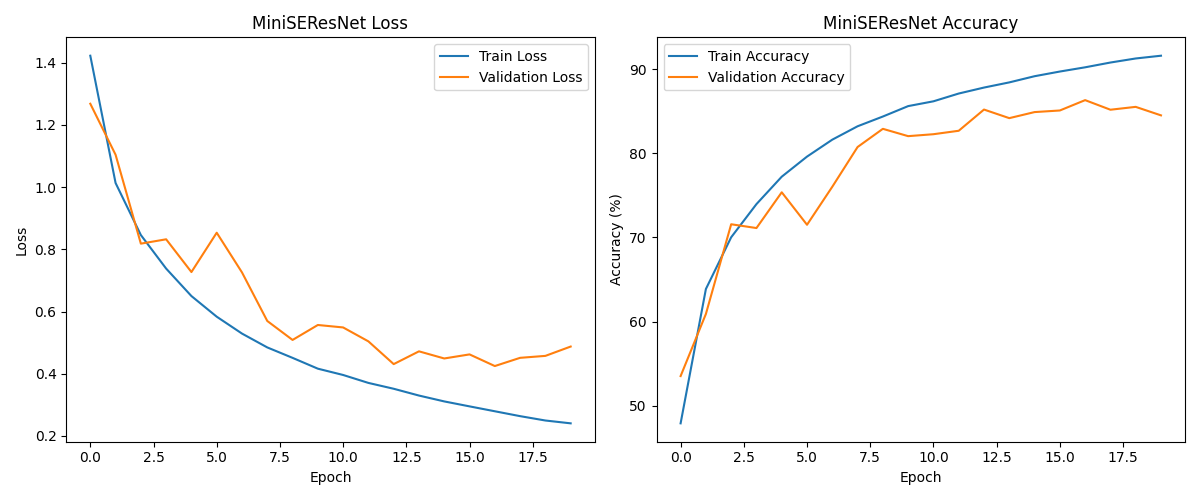 MiniSEResNet Loss
Train Loss
Validation Loss
1.4
1.2
1.0
0.8
0.6
0.4
0.2
Loss
0.0 2.5 5.0 7.5 10.0 12.5 15.0 17.5
Epoch
MiniSEResNet Accuracy
Train Accuracy
Validation Accuracy
90
80
70
60
50
Accuracy (%)
0.0 2.5 5.0 7.5 10.0 12.5 15.0 17.5
Epoch